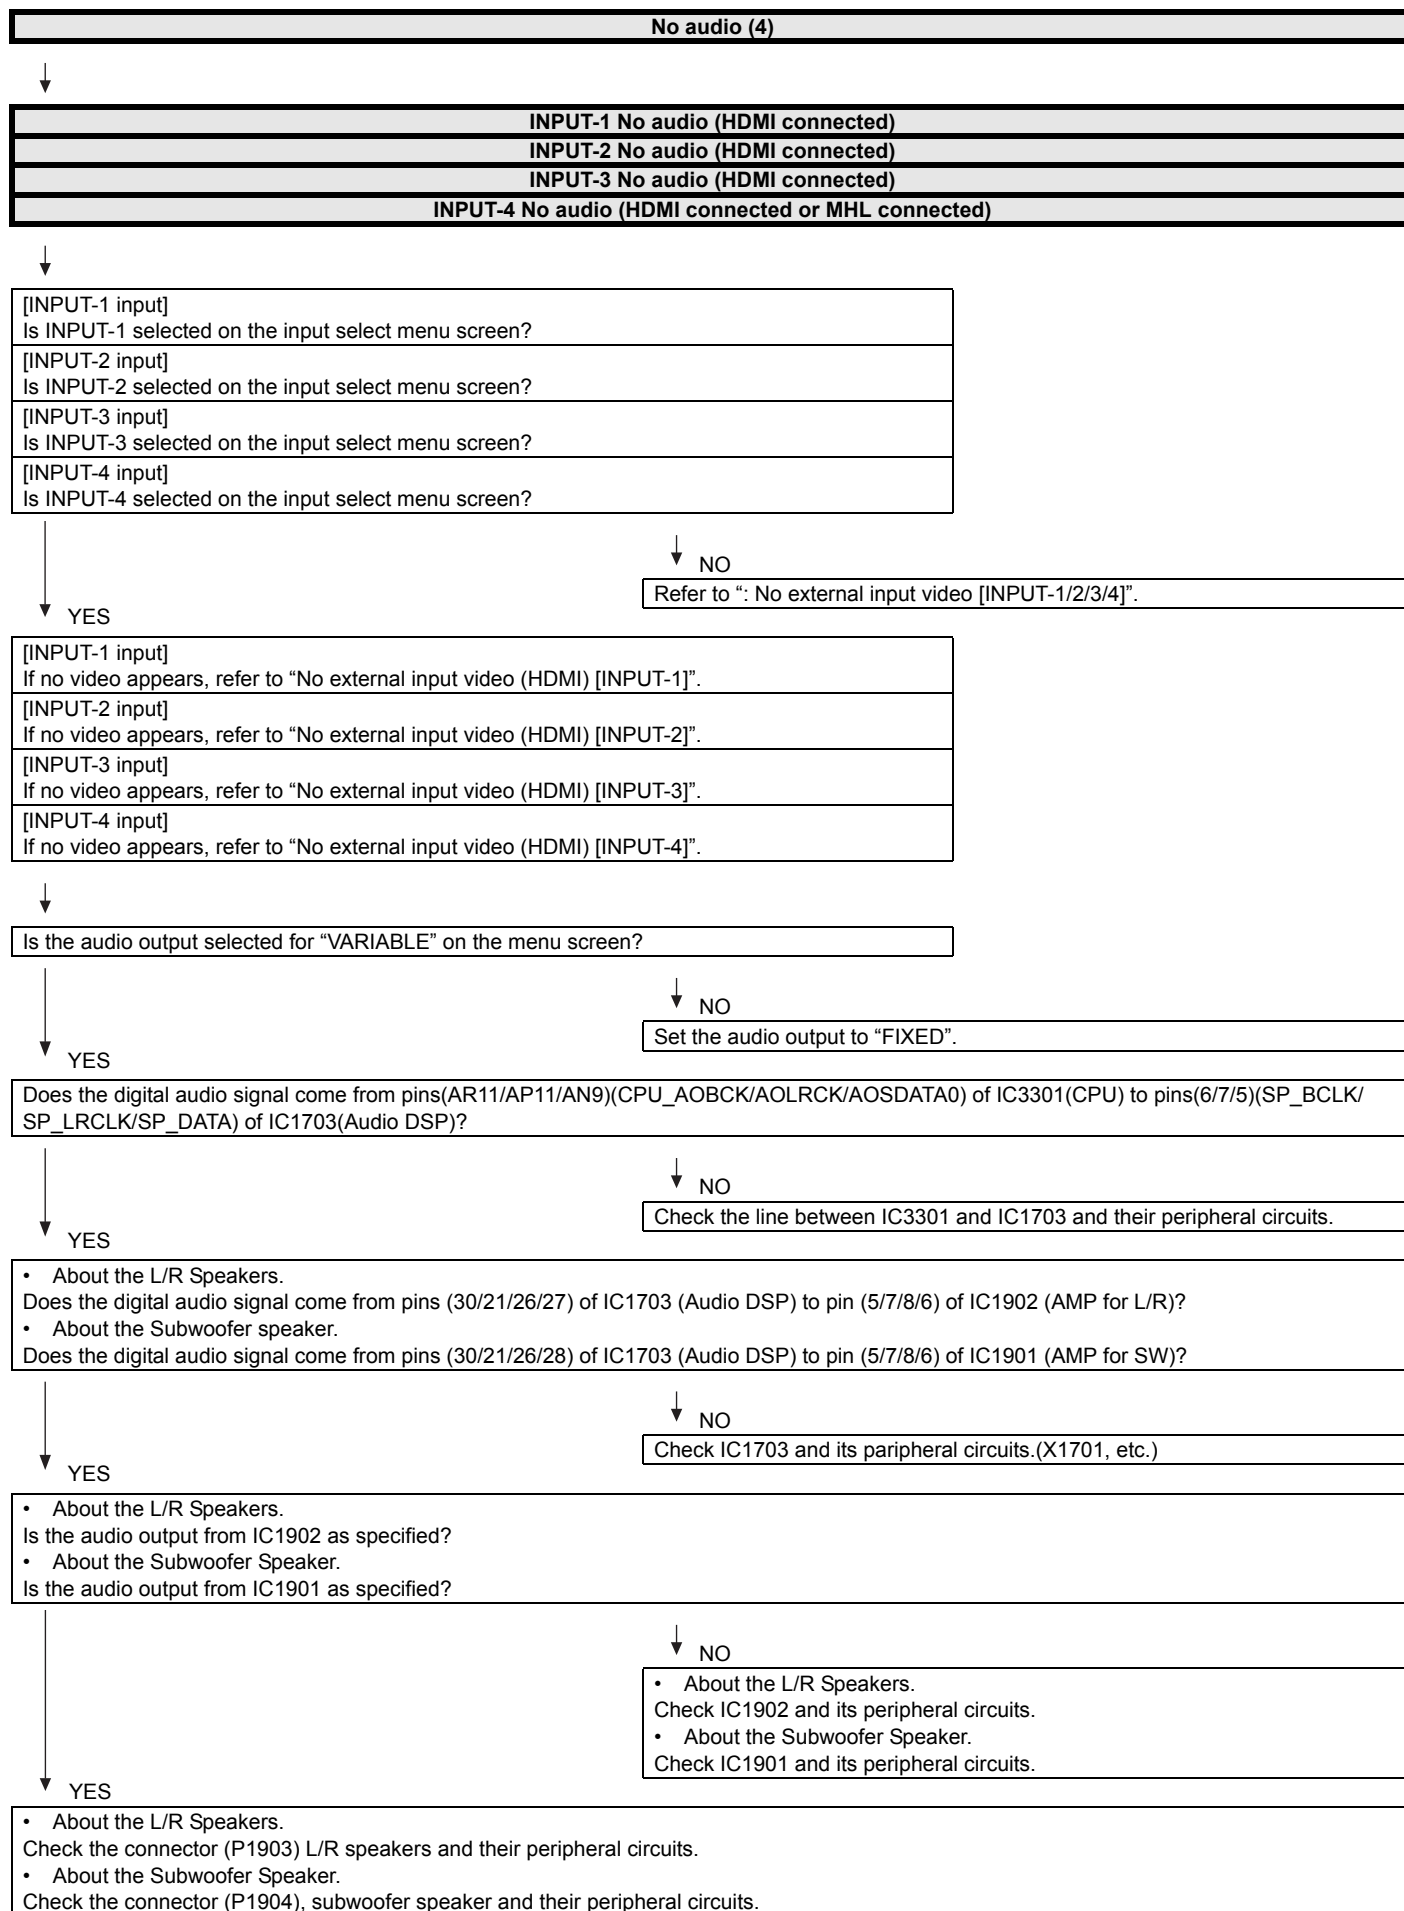 No audio (4)
INPUT-1 No audio (HDMI connected)
INPUT-2 No audio (HDMI connected)
INPUT-3 No audio (HDMI connected)
INPUT-4 No audio (HDMI connected or MHL connected)
[INPUT-1 input]
Is INPUT-1 selected on the input select menu screen?
[INPUT-2 input]
Is INPUT-2 selected on the input select menu screen?
[INPUT-3 input]
Is INPUT-3 selected on the input select menu screen?
[INPUT-4 input]
Is INPUT-4 selected on the input select menu screen?
NO
Refer to “: No external input video [INPUT-1/2/3/4]”.
YES
[INPUT-1 input]
If no video appears, refer to “No external input video (HDMI) [INPUT-1]”.
[INPUT-2 input]
If no video appears, refer to “No external input video (HDMI) [INPUT-2]”.
[INPUT-3 input]
If no video appears, refer to “No external input video (HDMI) [INPUT-3]”.
[INPUT-4 input]
If no video appears, refer to “No external input video (HDMI) [INPUT-4]”.
Is the audio output selected for “VARIABLE” on the menu screen?
NO
Set the audio output to “FIXED”.
YES
Does the digital audio signal come from pins(AR11/AP11/AN9)(CPU_AOBCK/AOLRCK/AOSDATA0) of IC3301(CPU) to pins(6/7/5)(SP_BCLK/
SP_LRCLK/SP_DATA) of IC1703(Audio DSP)?
NO
Check the line between IC3301 and IC1703 and their peripheral circuits.
YES
• About the L/R Speakers.
Does the digital audio signal come from pins (30/21/26/27) of IC1703 (Audio DSP) to pin (5/7/8/6) of IC1902 (AMP for L/R)?
• About the Subwoofer speaker.
Does the digital audio signal come from pins (30/21/26/28) of IC1703 (Audio DSP) to pin (5/7/8/6) of IC1901 (AMP for SW)?
NO
Check IC1703 and its paripheral circuits.(X1701, etc.)
YES
• About the L/R Speakers.
Is the audio output from IC1902 as specified?
• About the Subwoofer Speaker.
Is the audio output from IC1901 as specified?
NO
• About the L/R Speakers.
Check IC1902 and its peripheral circuits.
• About the Subwoofer Speaker.
Check IC1901 and its peripheral circuits.
YES
• About the L/R Speakers.
Check the connector (P1903) L/R speakers and their peripheral circuits.
• About the Subwoofer Speaker.
Check the connector (P1904), subwoofer speaker and their peripheral circuits.